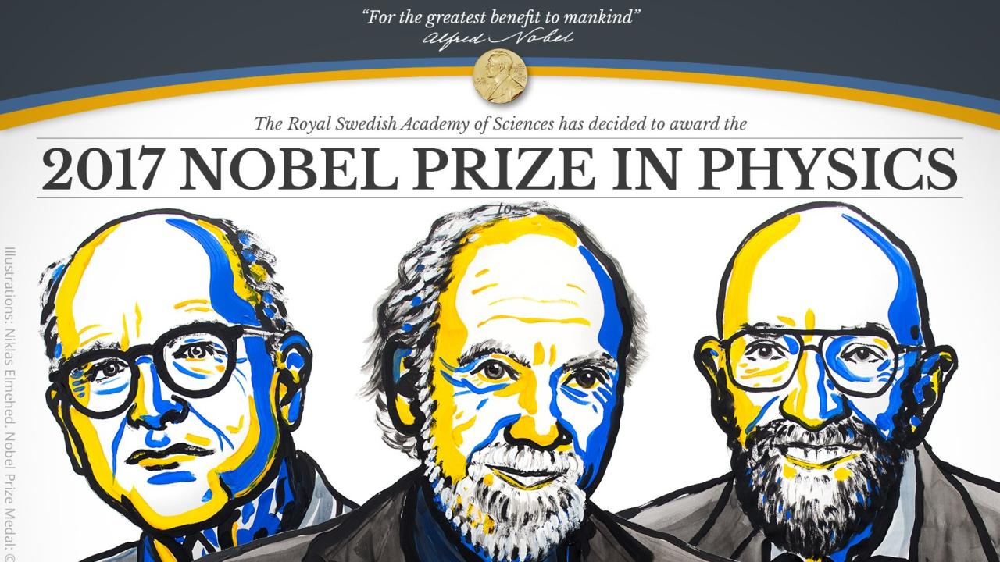 “For the greatest benefit to mankind”
Alfred Nobel
The Royal Swedish Academy of Sciences has decided to award the
2017 NOBEL PRIZE IN PHYSICS
to:
Illustrations: Niklas Elmehed. Nobel Prize Medal: ©